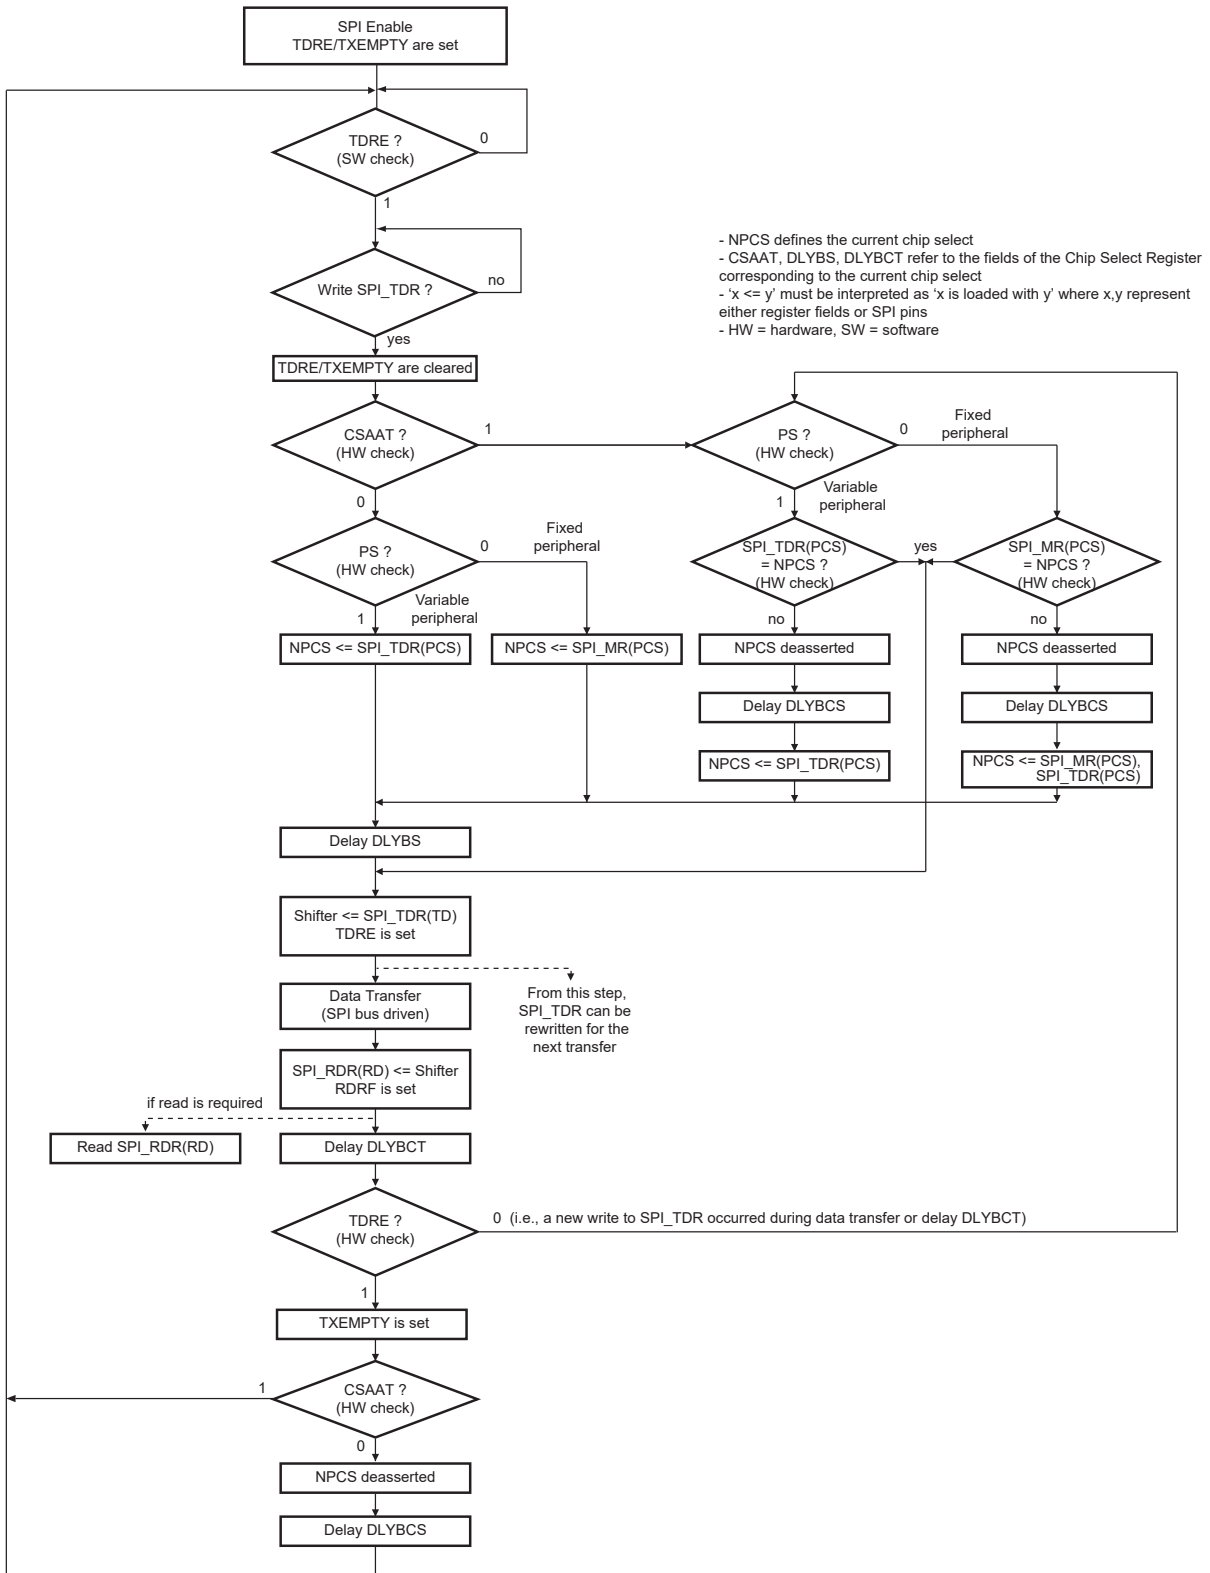 SPI Enable
TDRE/TXEMPTY are set
TDRE ?
(SW check)
0
1
- NPCS defines the current chip select
- CSAAT, DLYBS, DLYBCT refer to the fields of the Chip Select Register
corresponding to the current chip select
- ‘x <= y’ must be interpreted as ‘x is loaded with y’ where x,y represent
either register fields or SPI pins
- HW = hardware, SW = software
Write SPI_TDR ?
no
yes
TDRE/TXEMPTY are cleared
CSAAT ?
(HW check)
1
0
PS ?
(HW check)
0
Fixed
peripheral
1
Variable
peripheral
PS ?
(HW check)
0
Fixed
peripheral
1
Variable
peripheral
SPI_TDR(PCS)
= NPCS ?
(HW check)
yes
no
SPI_MR(PCS)
= NPCS ?
(HW check)
no
NPCS <= SPI_TDR(PCS)
NPCS <= SPI_MR(PCS)
NPCS deasserted
NPCS deasserted
Delay DLYBCS
Delay DLYBCS
NPCS <= SPI_TDR(PCS)
NPCS <= SPI_MR(PCS),
SPI_TDR(PCS)
Delay DLYBS
Shifter <= SPI_TDR(TD)
TDRE is set
Data Transfer
(SPI bus driven)
From this step,
SPI_TDR can be
rewritten for the
next transfer
SPI_RDR(RD) <= Shifter
RDRF is set
if read is required
Read SPI_RDR(RD)
Delay DLYBCT
TDRE ?
(HW check)
0 (i.e., a new write to SPI_TDR occurred during data transfer or delay DLYBCT)
1
TXEMPTY is set
CSAAT ?
(HW check)
1
0
NPCS deasserted
Delay DLYBCS